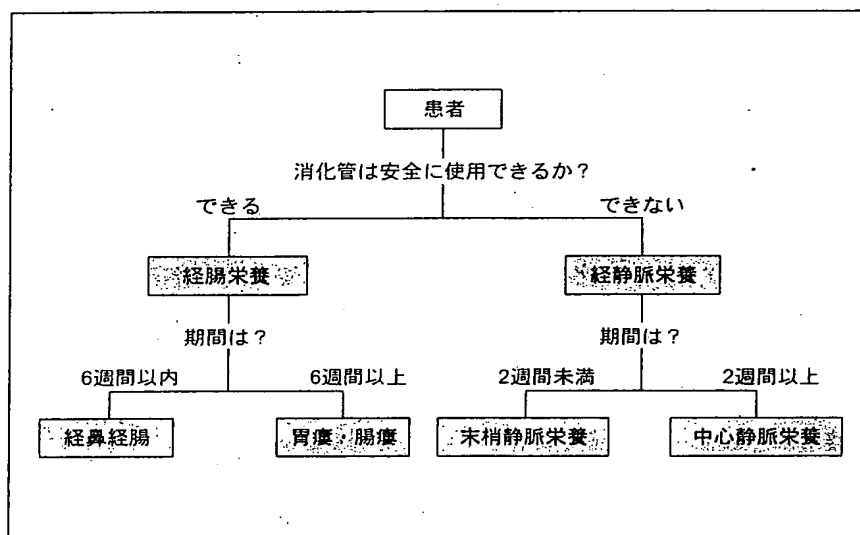 患者
消化管は安全に使用できるか？
できる
できない
経腸栄養
経静脈栄養
期間は？
期間は？
6週間以内
6週間以上
2週間未満
2週間以上
経鼻経腸
胃瘻・腸瘻
末梢静脈栄養
中心静脈栄養